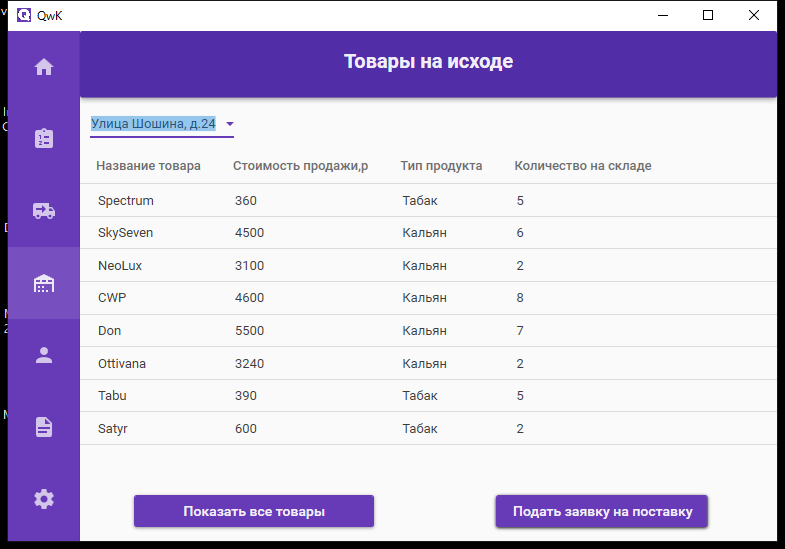 QwK
Товары на исходе
Улица Шошина, д.24
Название товара Стоимость продажи,р Тип продукта Количество на складе
Spectrum 360 Табак 5
SkySeven 4500 Кальян 6
NeoLux 3100 Кальян 2
CWP 4600 Кальян 8
Don 5500 Кальян 7
Ottivana 3240 Кальян 2
Tabu 390 Табак 5
Satyr 600 Табак 2
Показать все товары Подать заявку на поставку